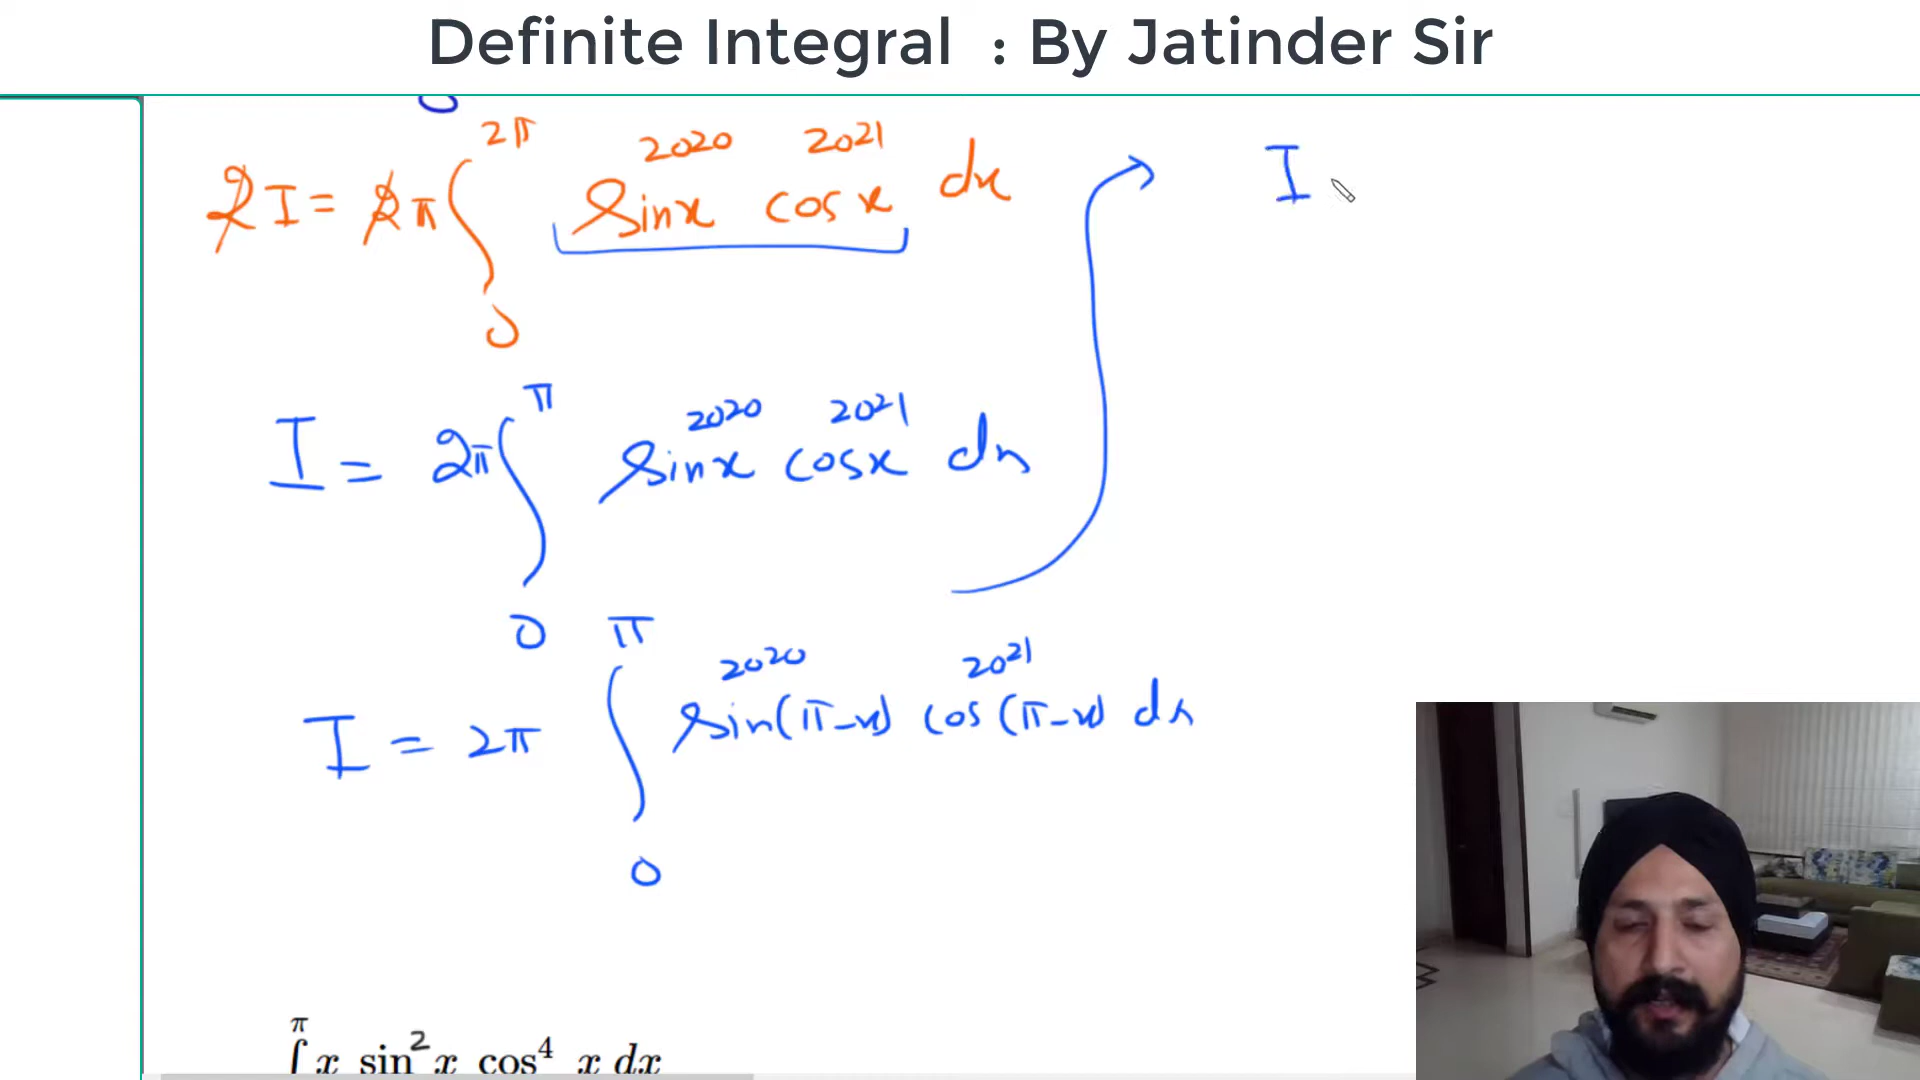 Definite Integral : By Jatinder Sir
2I = 2π ∫₀^{2π} sin^{2020}x cos^{2021}x dx
I
I = 2π ∫₀^{π} sin^{2020}x cos^{2021}x dx
I = 2π ∫₀^{π} sin^{2020}(π-x) cos^{2021}(π-x) dx
∫^{π} x sin²x cos⁴ x dx